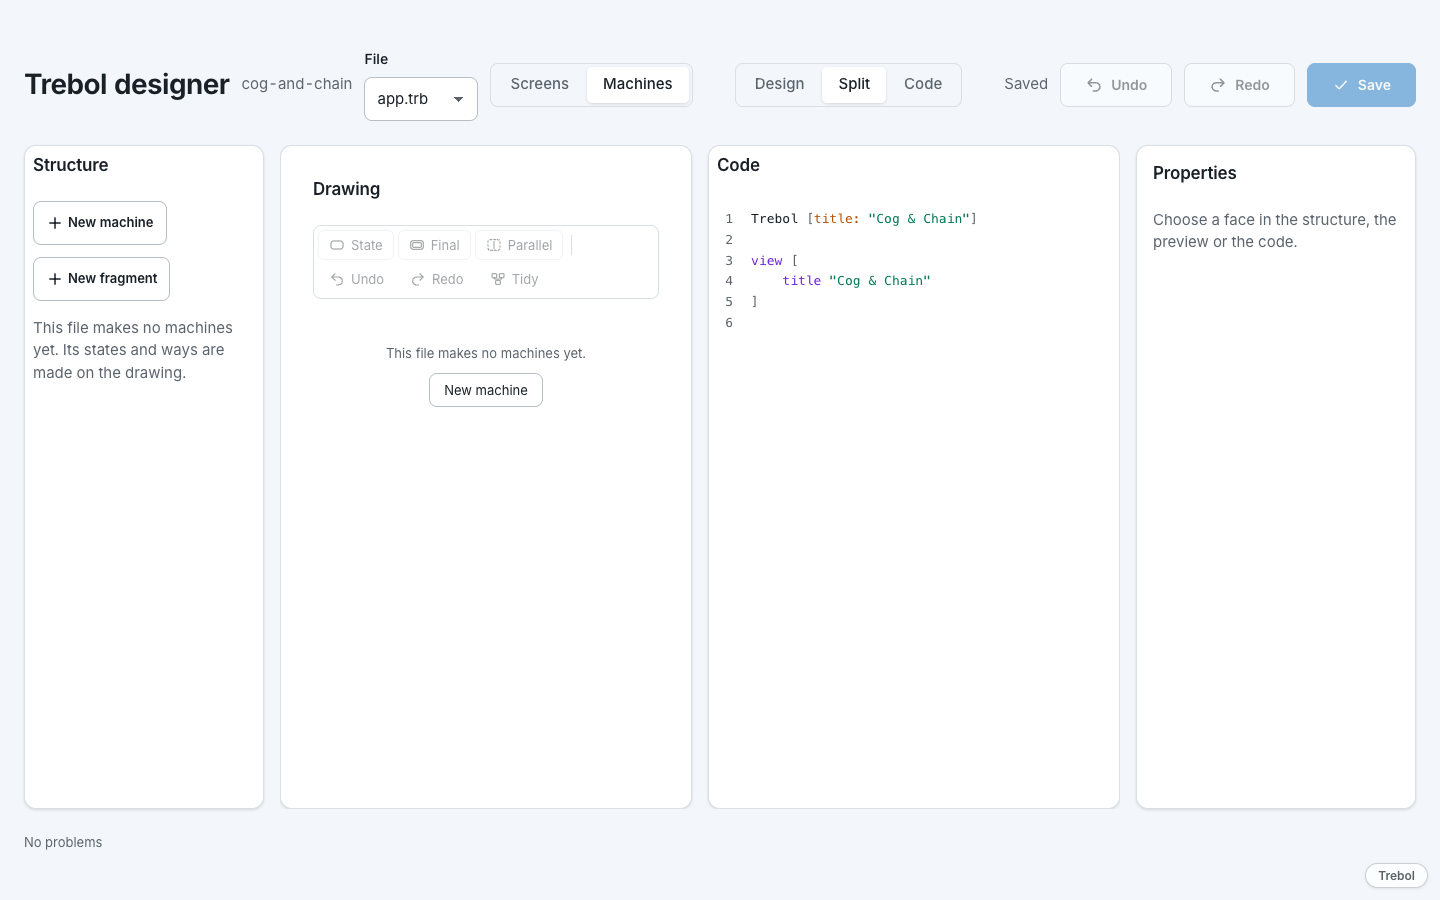 Trebol designer
cog-and-chain
File
app.trb
Screens
Machines
Design
Split
Code
Saved
Undo
Redo
Save
Structure
New machine
New fragment
This file makes no machines
yet. Its states and ways are
made on the drawing.
Drawing
State
Final
Parallel
Undo
Redo
Tidy
This file makes no machines yet.
New machine
Code
1 Trebol [title: "Cog & Chain"]
2
3 view [
4     title "Cog & Chain"
5 ]
6
Properties
Choose a face in the structure, the
preview or the code.
No problems
Trebol